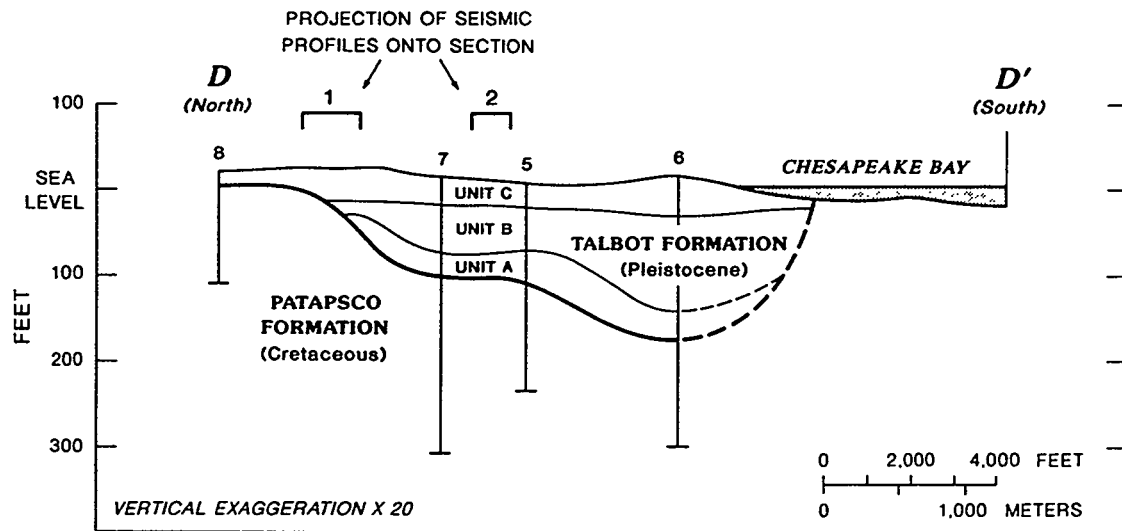 PROJECTION OF SEISMIC
PROFILES ONTO SECTION
D
(North)
1
2
D'
(South)
100
SEA
LEVEL
100
200
300
FEET
8
7
5
6
CHESAPEAKE BAY
UNIT C
UNIT B
UNIT A
TALBOT FORMATION
(Pleistocene)
PATAPSCO
FORMATION
(Cretaceous)
0 2,000 4,000 FEET
0 1,000 METERS
VERTICAL EXAGGERATION X 20